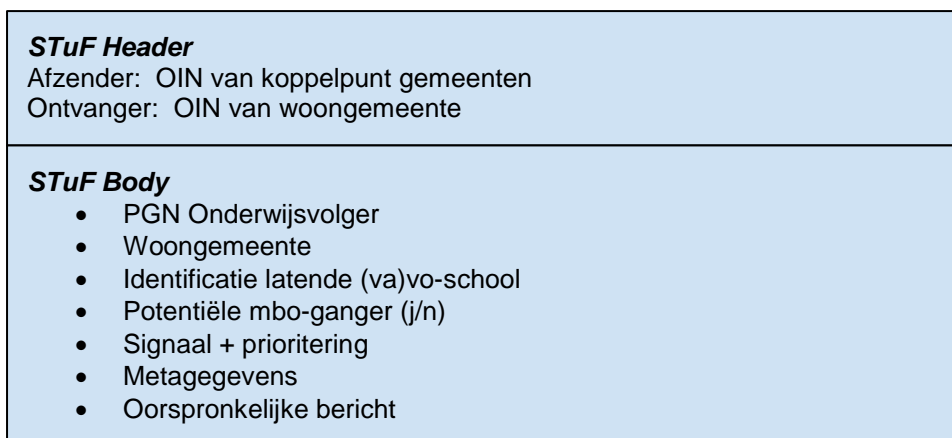 STuF Header
Afzender:  OIN van koppelpunt gemeenten
Ontvanger:  OIN van woongemeente
STuF Body
• PGN Onderwijsvolger
• Woongemeente
• Identificatie latende (va)vo-school
• Potentiële mbo-ganger (j/n)
• Signaal + prioritering
• Metagegevens
• Oorspronkelijke bericht